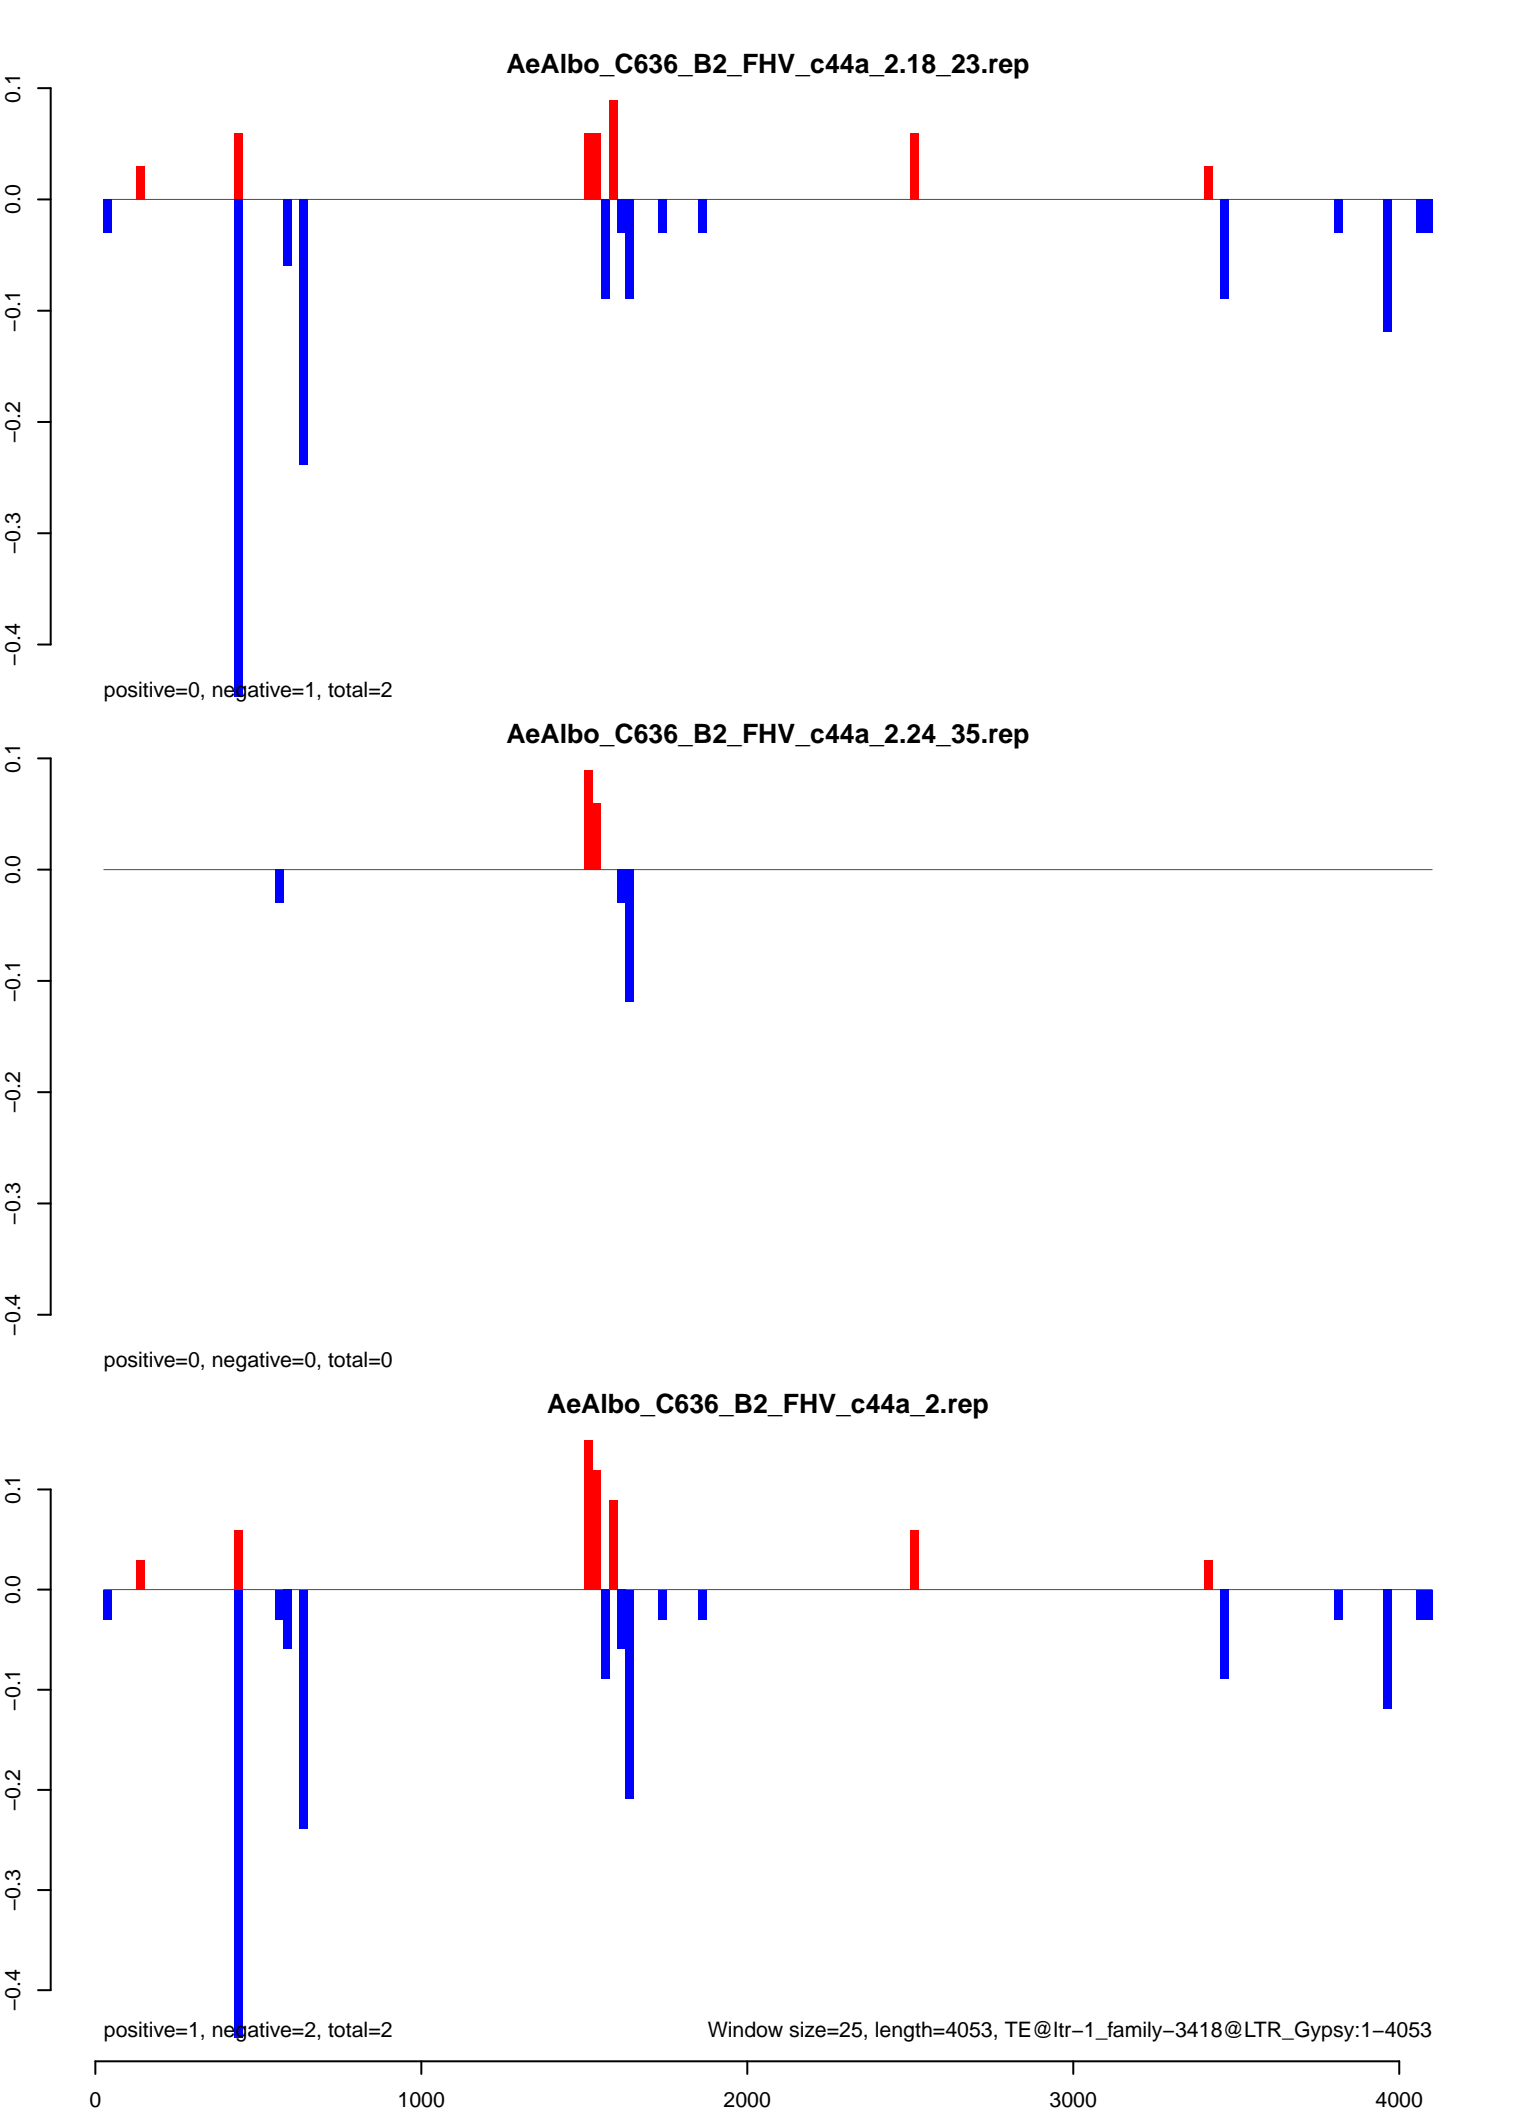 AeAlbo_C636_B2_FHV_c44a_2.18_23.rep
0.1
0.0
−0.1
−0.2
−0.3
−0.4
positive=0, negative=1, total=2
AeAlbo_C636_B2_FHV_c44a_2.24_35.rep
0.1
0.0
−0.1
−0.2
−0.3
−0.4
positive=0, negative=0, total=0
AeAlbo_C636_B2_FHV_c44a_2.rep
0.1
0.0
−0.1
−0.2
−0.3
−0.4
positive=1, negative=2, total=2
Window size=25, length=4053, TE@ltr−1_family−3418@LTR_Gypsy:1−4053
0 1000 2000 3000 4000